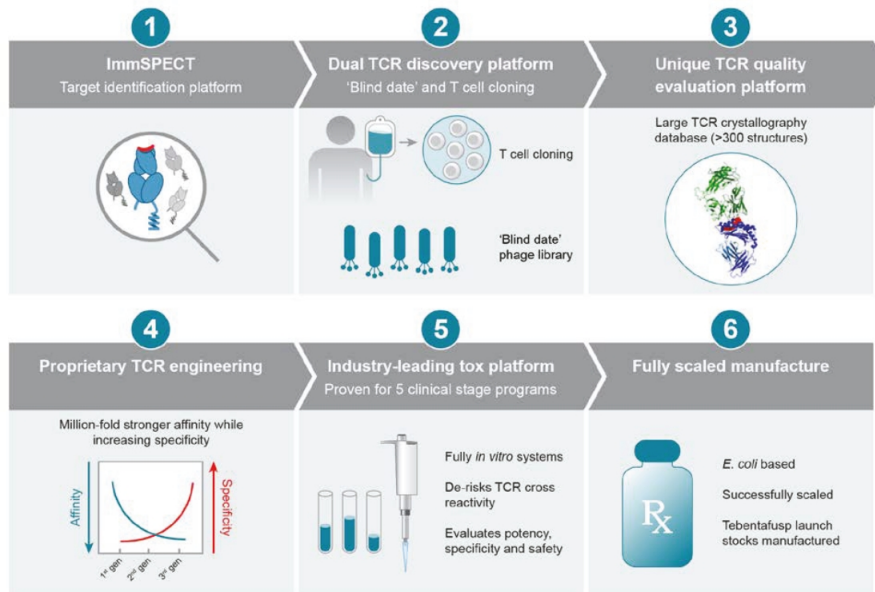 1
ImmSPECT
Target identification platform
2
Dual TCR discovery platform
'Blind date' and T cell cloning
T cell cloning
'Blind date'
phage library
3
Unique TCR quality
evaluation platform
Large TCR crystallography
database (>300 structures)
4
Proprietary TCR engineering
Million-fold stronger affinity while
increasing specificity
Affinity
Specificity
1st gen
2nd gen
3rd gen
5
Industry-leading tox platform
Proven for 5 clinical stage programs
Fully in vitro systems
De-risks TCR cross
reactivity
Evaluates potency,
specificity and safety
6
Fully scaled manufacture
Rx
E. coli based
Successfully scaled
Tebentafusp launch
stocks manufactured